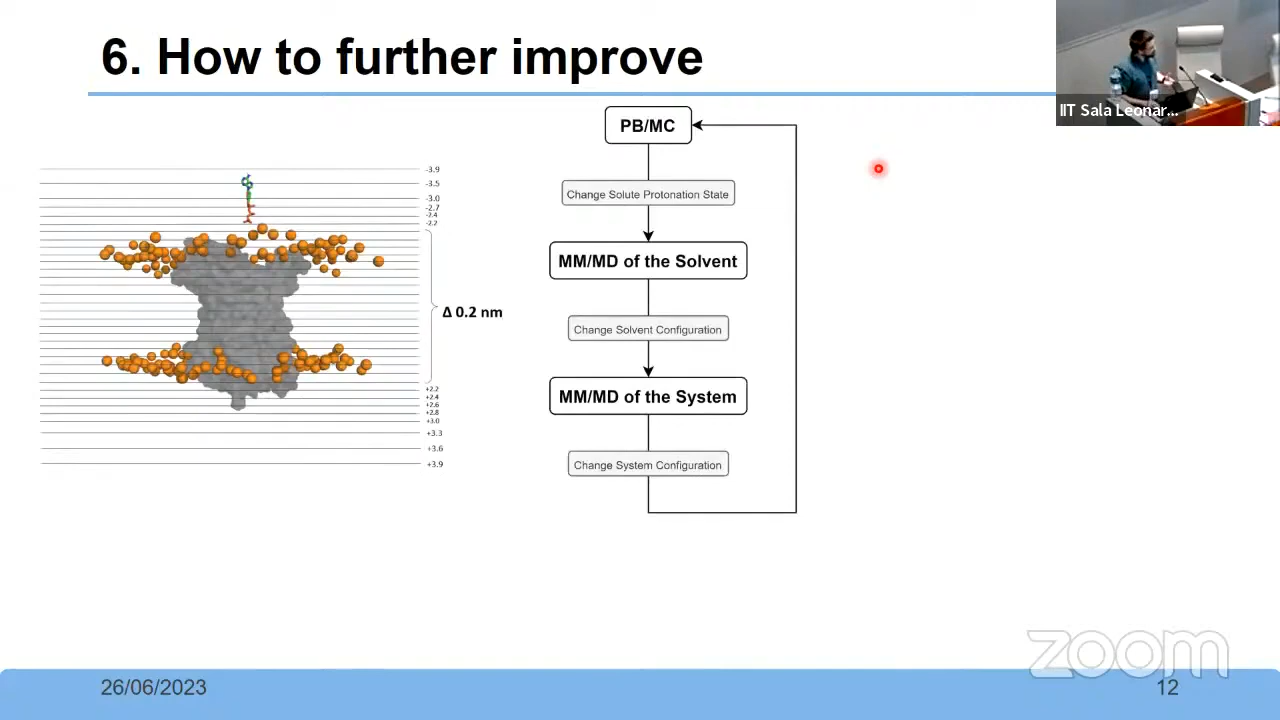 6. How to further improve
IIT Sala Leonar...
-3.9
-3.5
-3.0
-2.7
-2.4
-2.2
Δ 0.2 nm
+2.2
+2.4
+2.6
+2.8
+3.0
+3.3
+3.6
+3.9
PB/MC
Change Solute Protonation State
MM/MD of the Solvent
Change Solvent Configuration
MM/MD of the System
Change System Configuration
zoom
26/06/2023
12